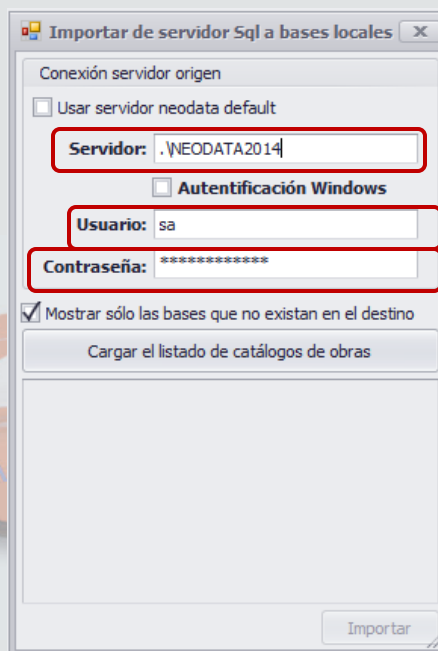 Importar de servidor Sql a bases locales
Conexión servidor origen
Usar servidor neodata default
Servidor: .\NEODATA2014
Autentificación Windows
Usuario: sa
Contraseña: ************
Mostrar sólo las bases que no existan en el destino
Cargar el listado de catálogos de obras
Importar